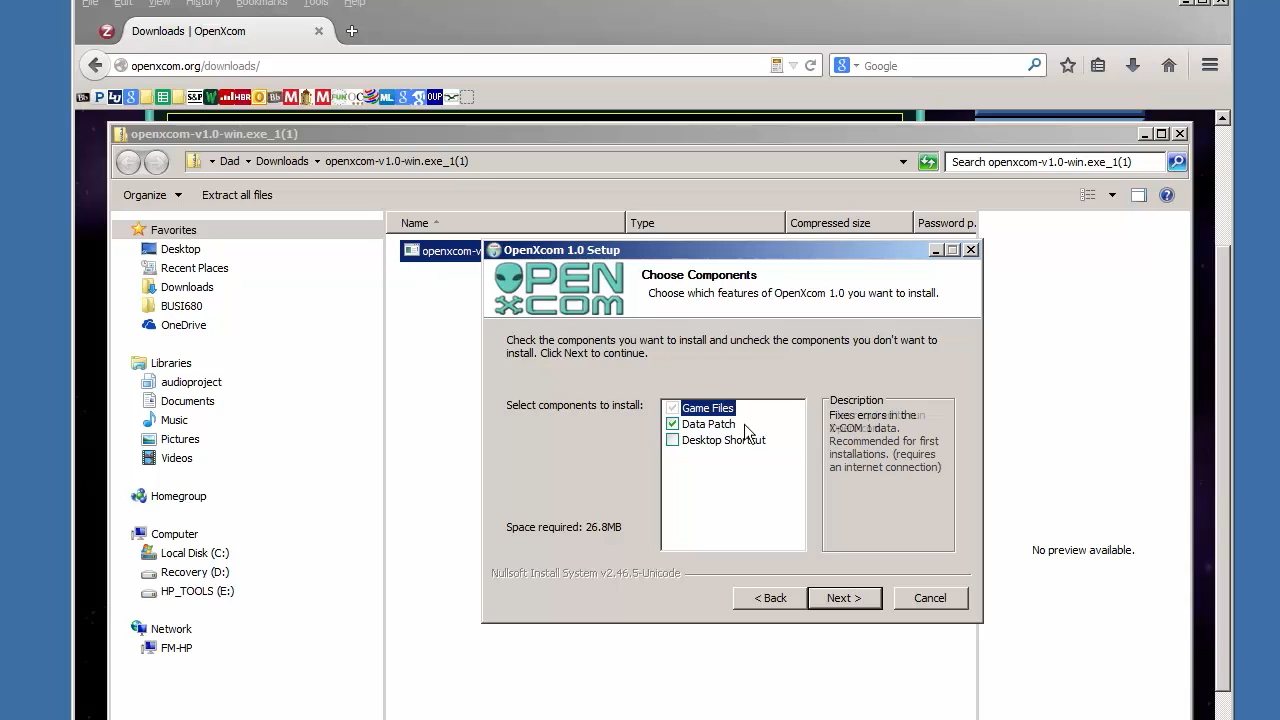 File Edit View History Bookmarks Tools Help
Downloads | OpenXcom
openxcom.org/downloads/
Google
openxcom-v1.0-win.exe_1(1)
Dad Downloads openxcom-v1.0-win.exe_1(1)
Search openxcom-v1.0-win.exe_1(1)
Organize Extract all files
Name Type Compressed size Password p...
Favorites
Desktop
Recent Places
Downloads
BUSI680
OneDrive
Libraries
audioproject
Documents
Music
Pictures
Videos
Homegroup
Computer
Local Disk (C:)
Recovery (D:)
HP_TOOLS (E:)
Network
FM-HP
openxcom-v
OpenXcom 1.0 Setup
OPEN
XCOM
Choose Components
Choose which features of OpenXcom 1.0 you want to install.
Check the components you want to install and uncheck the components you don't want to
install. Click Next to continue.
Select components to install:
Game Files
Data Patch
Desktop Shortcut
Description
Fixes errors in the
X-COM 1 data.
Recommended for first
installations. (requires
an internet connection)
Space required: 26.8MB
Nullsoft Install System v2.46.5-Unicode
< Back Next > Cancel
No preview available.